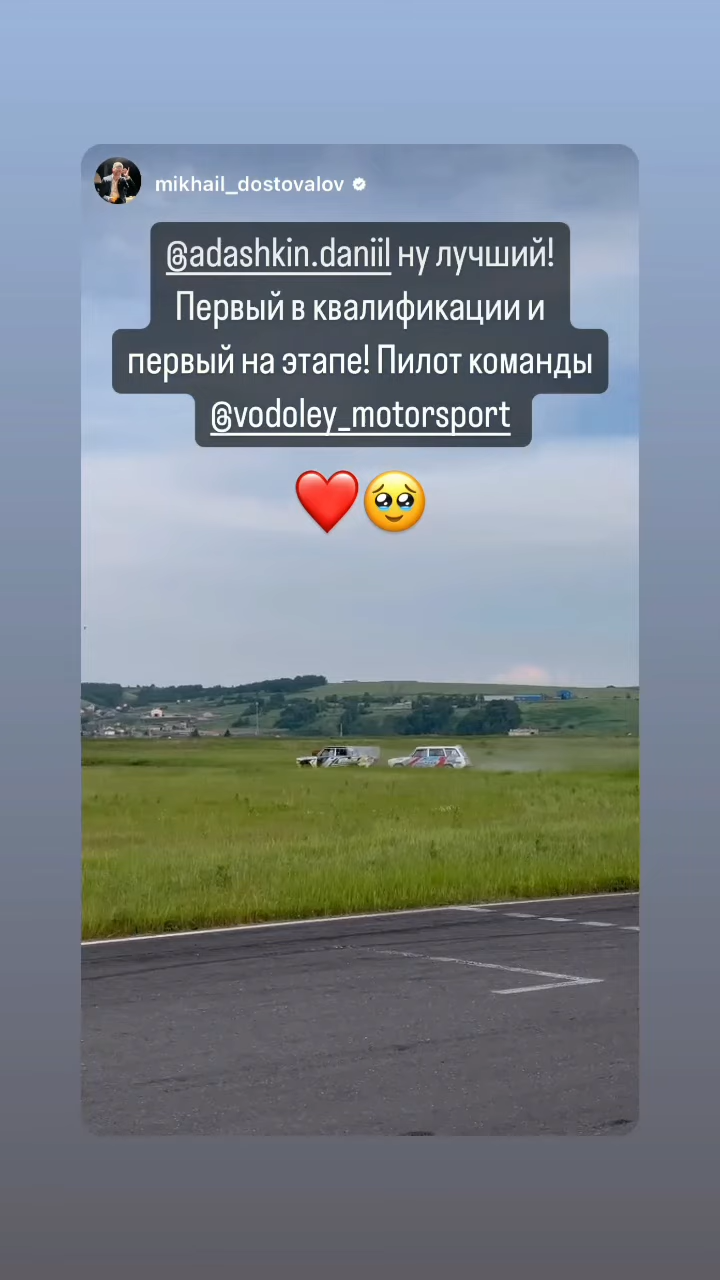 mikhail_dostovalov
@adashkin.daniil ну лучший!
Первый в квалификации и
первый на этапе! Пилот команды
@vodoley_motorsport